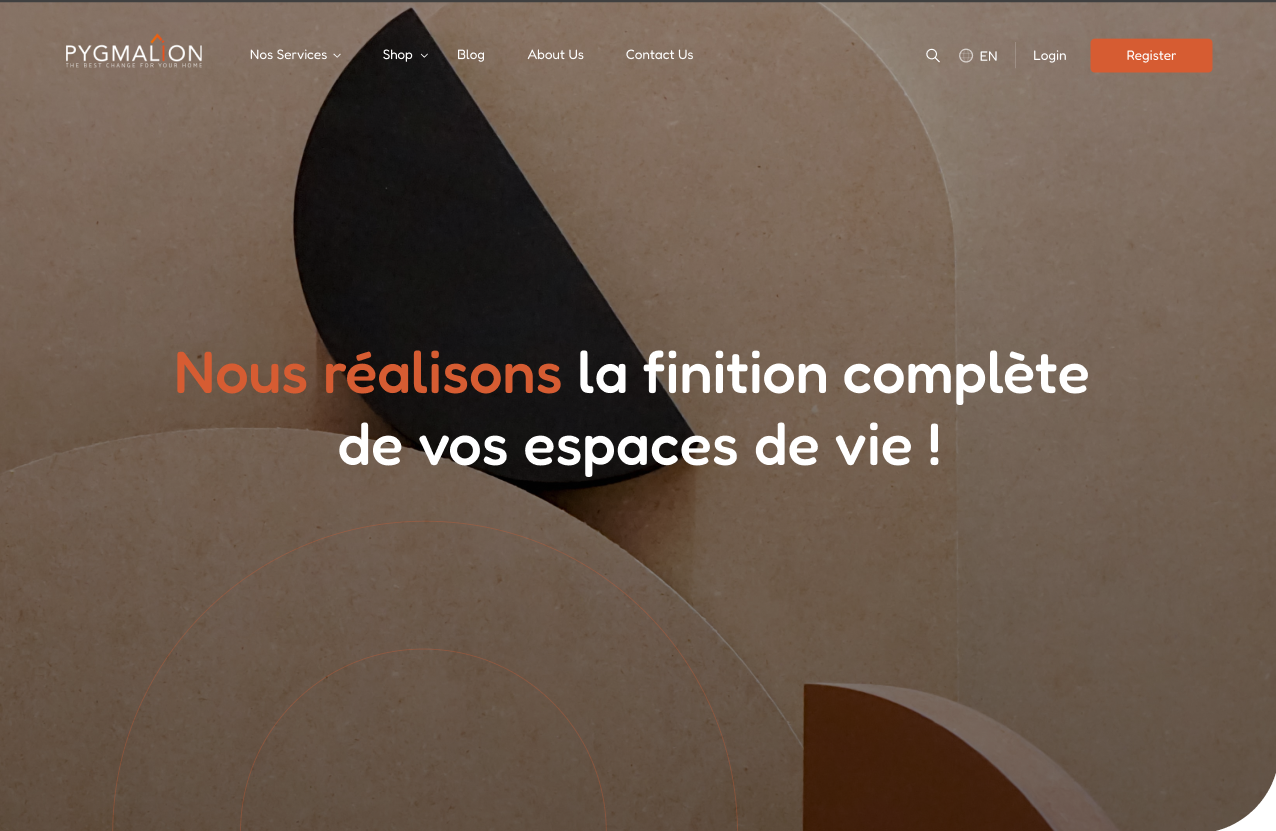 PYGMALION
THE BEST CHANGE FOR YOUR HOME
Nos Services
Shop
Blog
About Us
Contact Us
EN
Login
Register
Nous réalisons la finition complète
de vos espaces de vie !